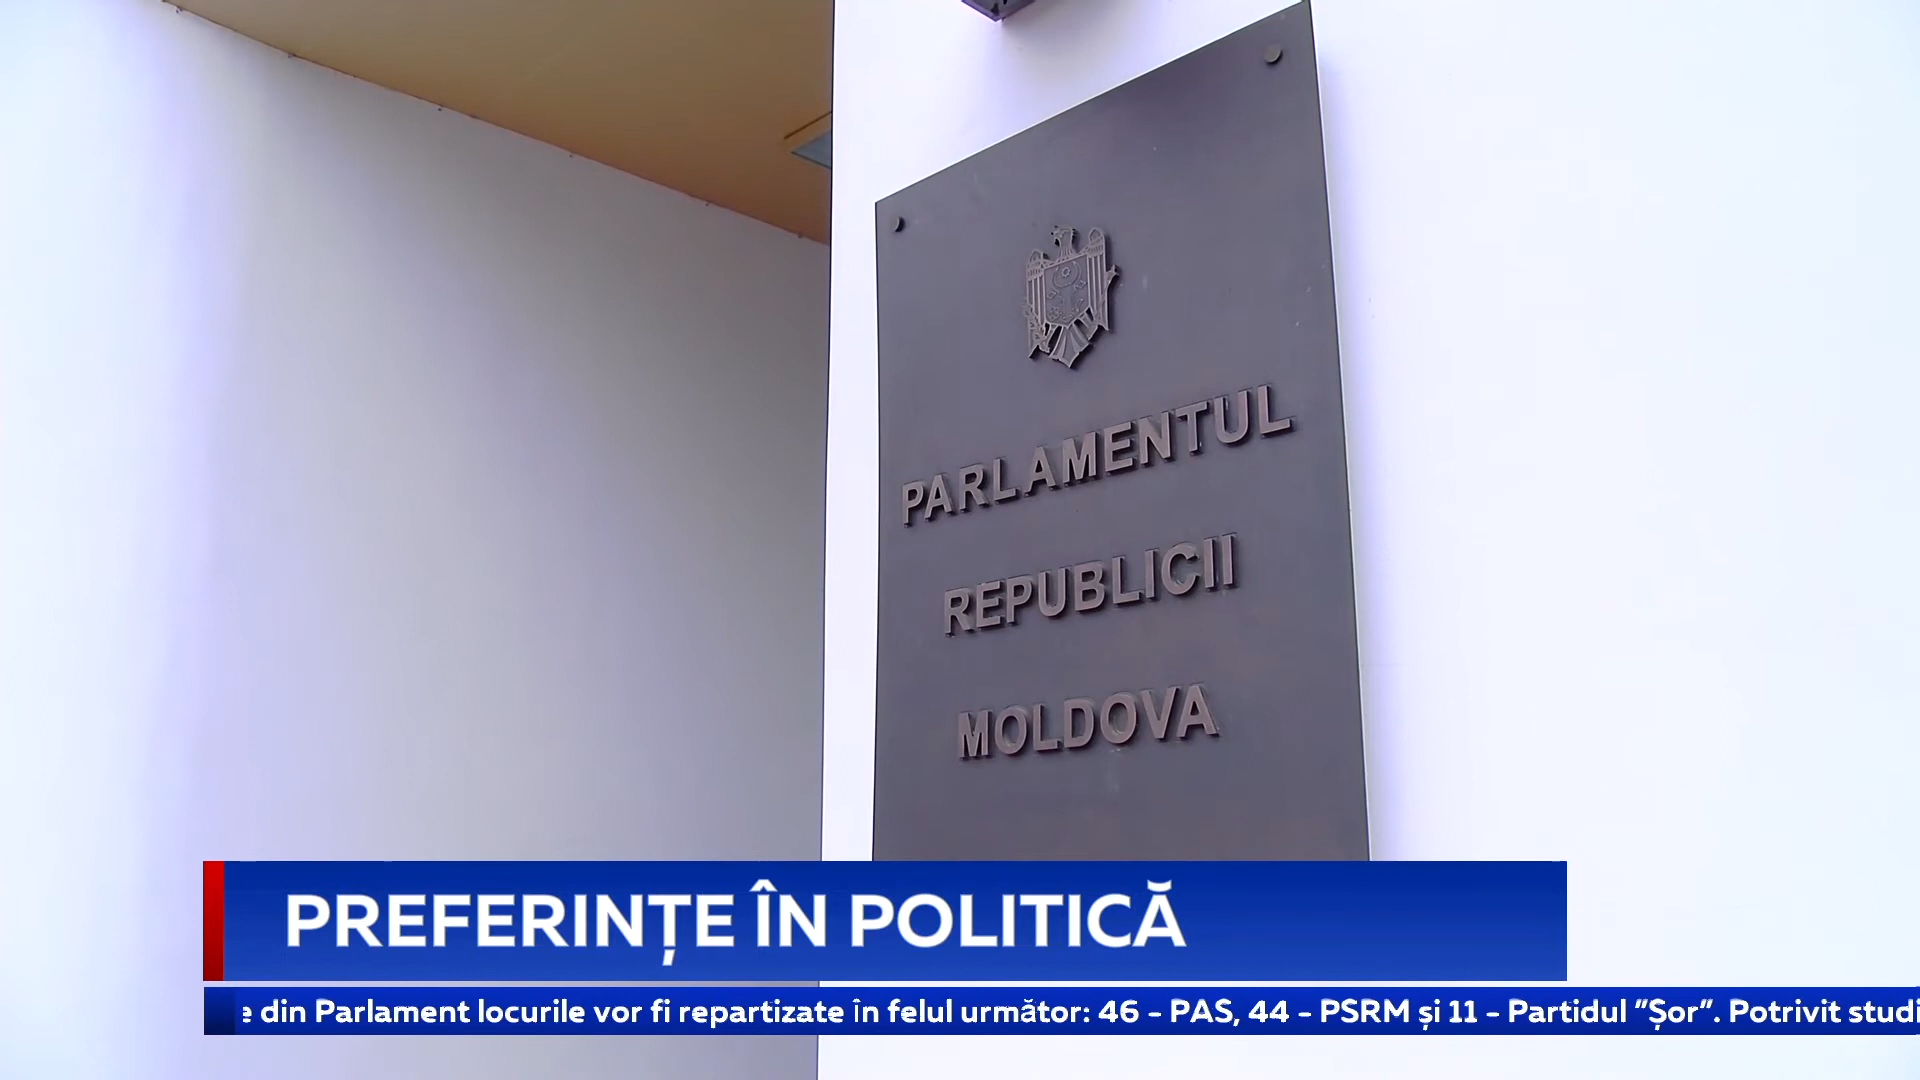 PARLAMENTUL
REPUBLICII
MOLDOVA
PREFERINȚE ÎN POLITICĂ
din Parlament locurile vor fi repartizate în felul următor: 46 - PAS, 44 - PSRM și 11 - Partidul ”Șor”. Potrivit studi